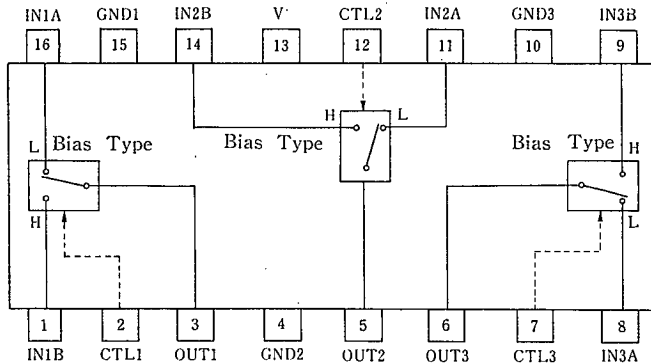 IN1A GND1 IN2B V CTL2 IN2A GND3 IN3B
16 15 14 13 12 11 10 9
H L
L Bias Type Bias Type Bias Type H
H L
1 2 3 4 5 6 7 8
IN1B CTL1 OUT1 GND2 OUT2 OUT3 CTL3 IN3A